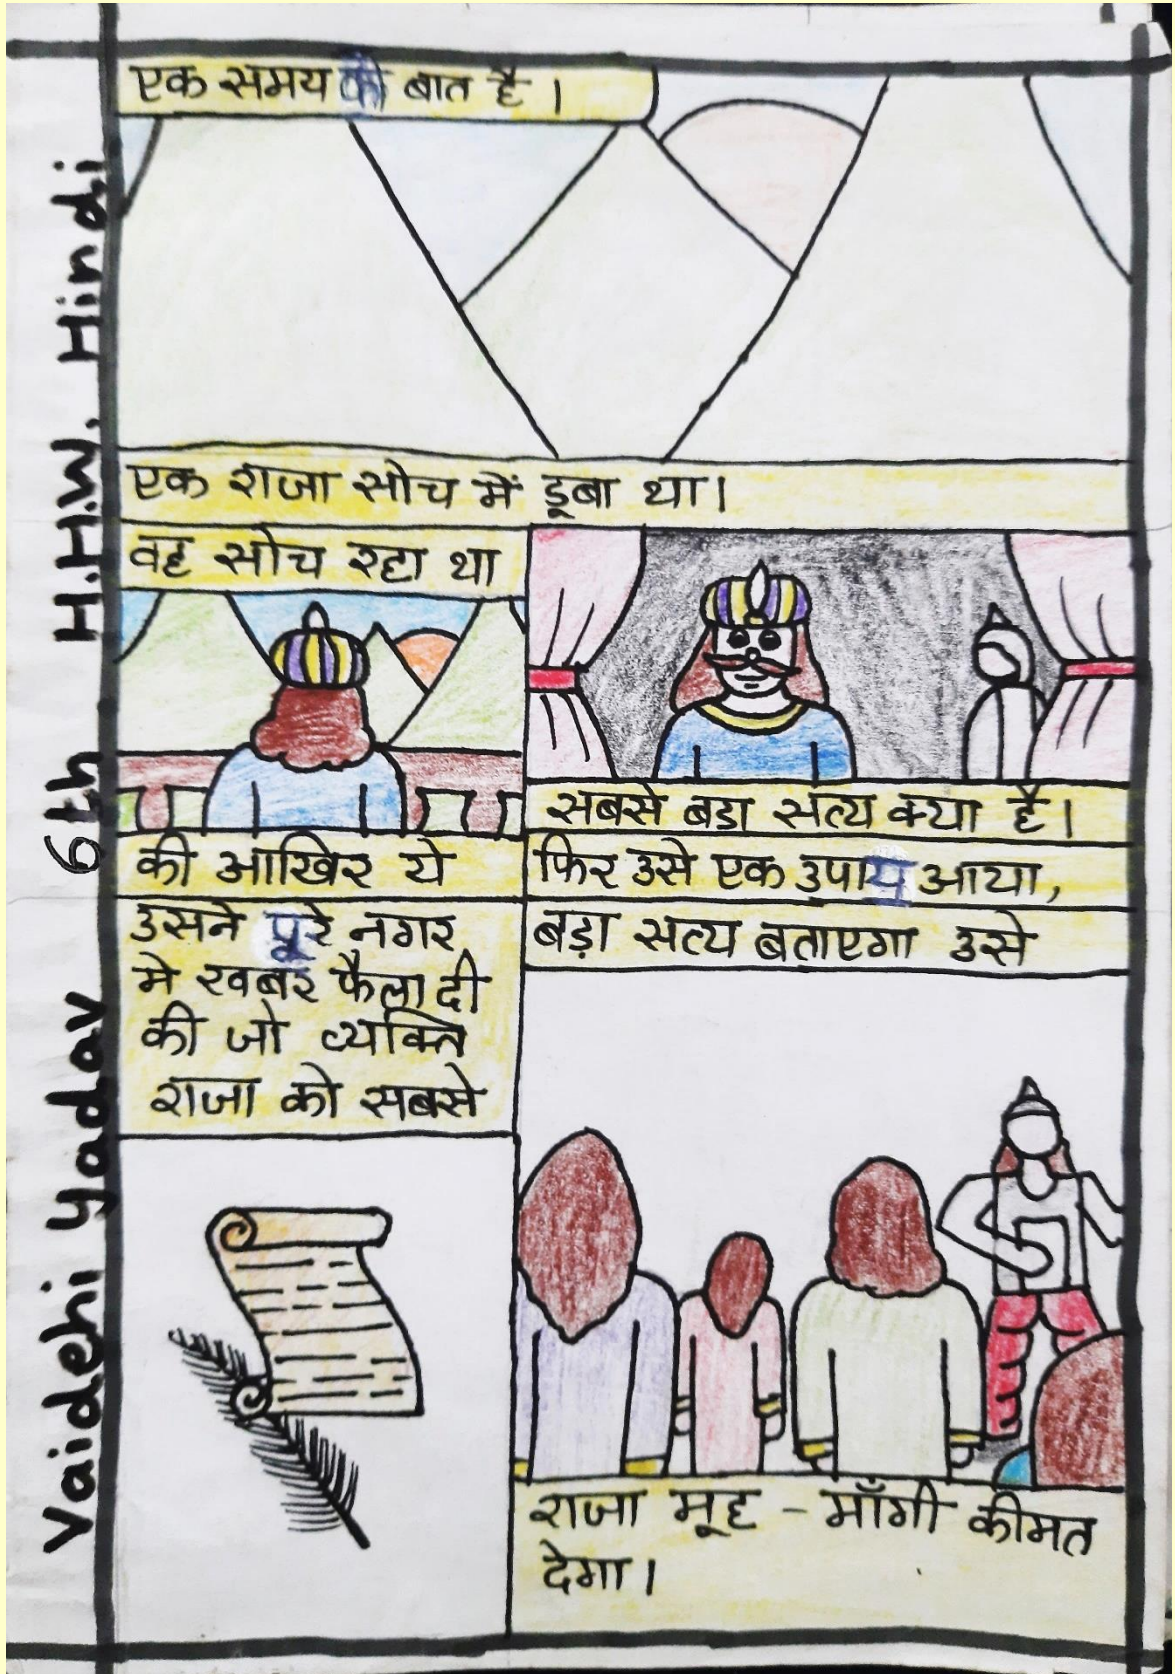 एक समय की बात है।
एक राजा सोच में डूबा था।
वह सोच रहा था
की आखिर ये
सबसे बडा सत्य क्या है।
फिर उसे एक उपाय आया,
उसने पूरे नगर
मे खबर फैला दी
की जो व्यक्ति
राजा को सबसे
बड़ा सत्य बताएगा उसे
राजा मूह - माँगी कीमत
देगा।
Vaidehi Yadav 6th H.H.W. Hindi